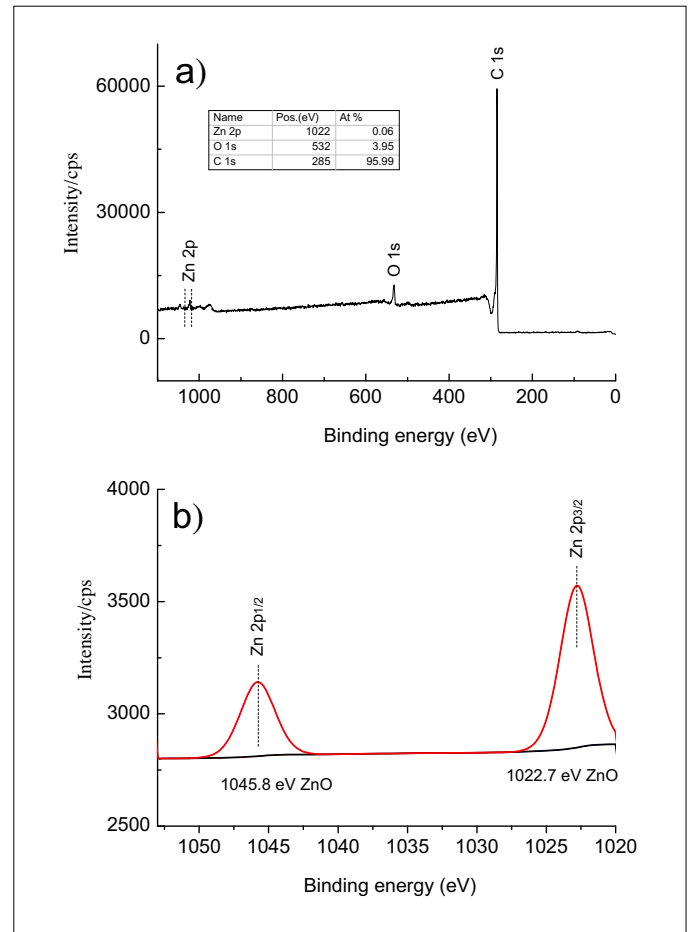 a)
C 1s
60000
Name Pos.(eV) At %
Zn 2p 1022 0.06
O 1s 532 3.95
C 1s 285 95.99
Intensity/cps
30000
Zn 2p
O 1s
0
1000 800 600 400 200 0
Binding energy (eV)
4000
b)
Zn 2p3/2
3500
Intensity/cps
Zn 2p1/2
3000
1045.8 eV ZnO
1022.7 eV ZnO
2500
1050 1045 1040 1035 1030 1025 1020
Binding energy (eV)